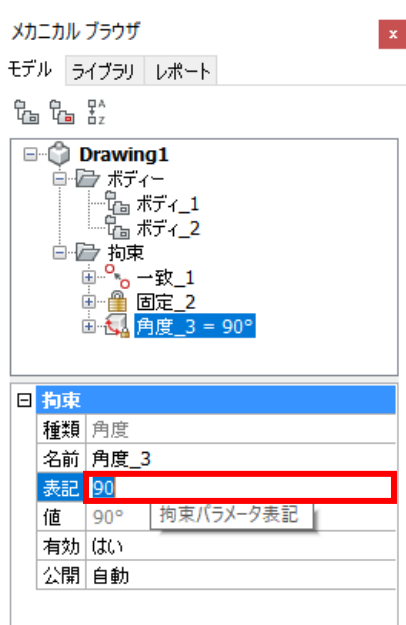 メカニカル ブラウザ
x
モデル ライブラリ レポート
Drawing1
ボディー
ボディ_1
ボディ_2
拘束
一致_1
固定_2
角度_3 = 90°
拘束
種類 角度
名前 角度_3
表記 90
値 90°
拘束パラメータ表記
有効 はい
公開 自動